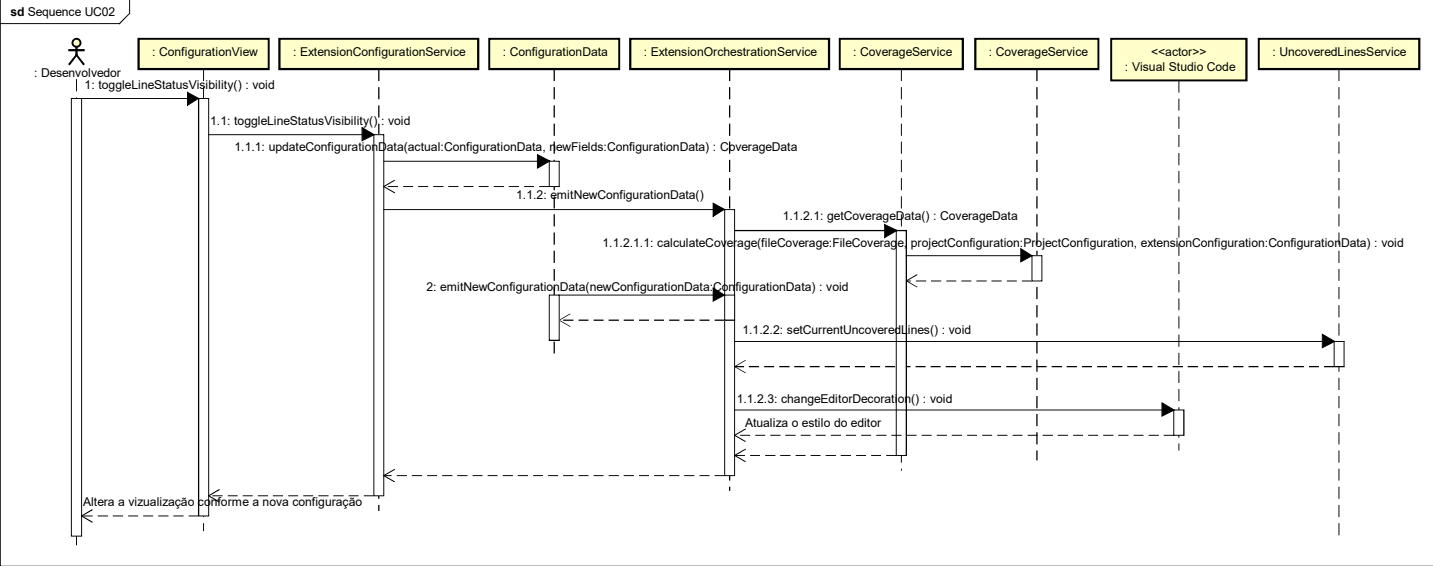 sd Sequence UC02
: Desenvolvedor
: ConfigurationView
: ExtensionConfigurationService
: ConfigurationData
: ExtensionOrchestrationService
: CoverageService
: CoverageService
<<actor>>
: Visual Studio Code
: UncoveredLinesService
1: toggleLineStatusVisibility() : void
1.1: toggleLineStatusVisibility() : void
1.1.1: updateConfigurationData(actual:ConfigurationData, newFields:ConfigurationData) : CoverageData
1.1.2: emitNewConfigurationData()
1.1.2.1: getCoverageData() : CoverageData
1.1.2.1.1: calculateCoverage(fileCoverage:FileCoverage, projectConfiguration:ProjectConfiguration, extensionConfiguration:ConfigurationData) : void
2: emitNewConfigurationData(newConfigurationData:ConfigurationData) : void
1.1.2.2: setCurrentUncoveredLines() : void
1.1.2.3: changeEditorDecoration() : void
Atualiza o estilo do editor
Altera a vizualização conforme a nova configuração